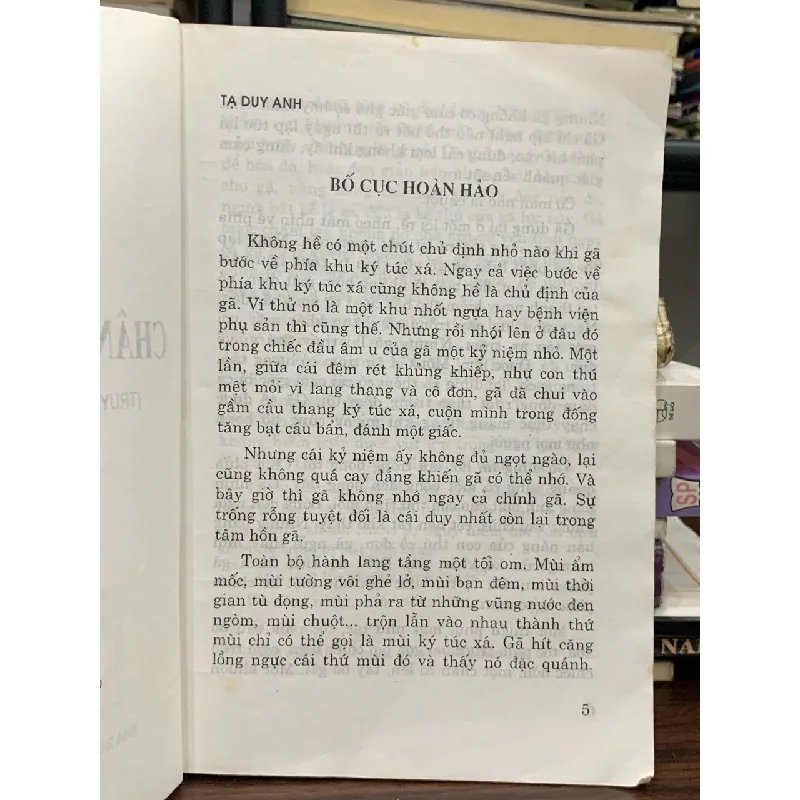 TẠ DUY ANH
BỐ CỤC HOÀN HẢO
Không hề có một chút chủ định nhỏ nào khi gã
bước về phía khu ký túc xá. Ngay cả việc bước về
phía khu ký túc xá cũng không hề là chủ định của
gã. Ví thử nó là một khu nhốt ngựa hay bệnh viện
phụ sản thì cũng thế. Nhưng rồi nhói lên ở đâu đó
trong chiếc đầu âm u của gã một kỷ niệm nhỏ. Một
lần, giữa cái đêm rét khủng khiếp, như con thú
mệt mỏi vì lang thang và cô đơn, gã đã chui vào
gầm cầu thang ký túc xá, cuộn mình trong đống
tăng bạt cáu bẩn, đánh một giấc.
Nhưng cái kỷ niệm ấy không đủ ngọt ngào, lại
cũng không quá cay đắng khiến gã có thể nhớ. Và
bây giờ thì gã không nhớ ngay cả chính gã. Sự
trống rỗng tuyệt đối là cái duy nhất còn lại trong
tâm hồn gã.
Toàn bộ hành lang tầng một tối om. Mùi ẩm
mốc, mùi tường vôi ghẻ lở, mùi ban đêm, mùi thời
gian tù đọng, mùi phả ra từ những vũng nước đen
ngòm, mùi chuột... trộn lẫn vào nhau thành thứ
mùi chỉ có thể gọi là mùi ký túc xá. Gã hít căng
lồng ngực cái thứ mùi đó và thấy nó đặc quánh.
5
SP
NA